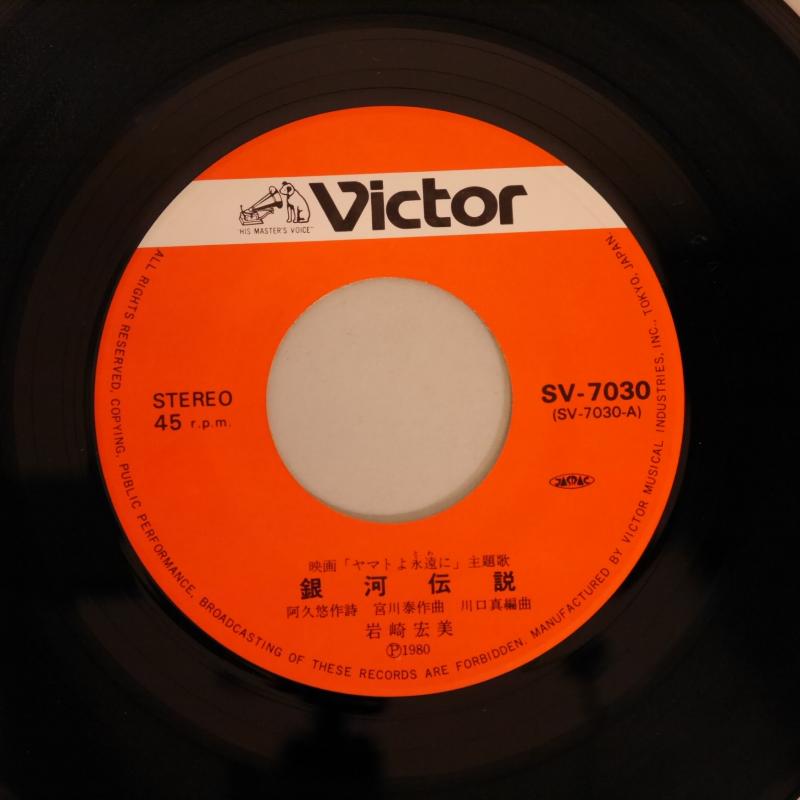 Victor
"HIS MASTER'S VOICE"
STEREO
45 r.p.m.
SV-7030
(SV-7030-A)
JASRAC
映画「ヤマトよ永遠に」主題歌
とわ
銀河伝説
阿久悠作詩 宮川泰作曲 川口真編曲
岩崎宏美
Ⓟ1980
ALL RIGHTS RESERVED, COPYING, PUBLIC PERFORMANCE, BROADCASTING OF THESE RECORDS ARE FORBIDDEN. MANUFACTURED BY VICTOR MUSICAL INDUSTRIES, INC., TOKYO, JAPAN.